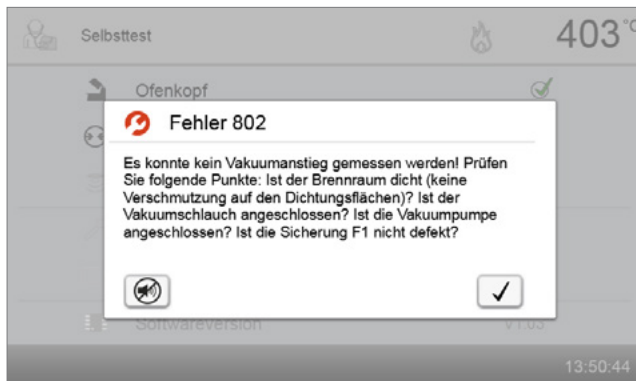 Selbsttest
403 °C
Ofenkopf
Fehler 802
Es konnte kein Vakuumanstieg gemessen werden! Prüfen
Sie folgende Punkte: Ist der Brennraum dicht (keine
Verschmutzung auf den Dichtungsflächen)? Ist der
Vakuumschlauch angeschlossen? Ist die Vakuumpumpe
angeschlossen? Ist die Sicherung F1 nicht defekt?
Softwareversion V1.03
13:50:44